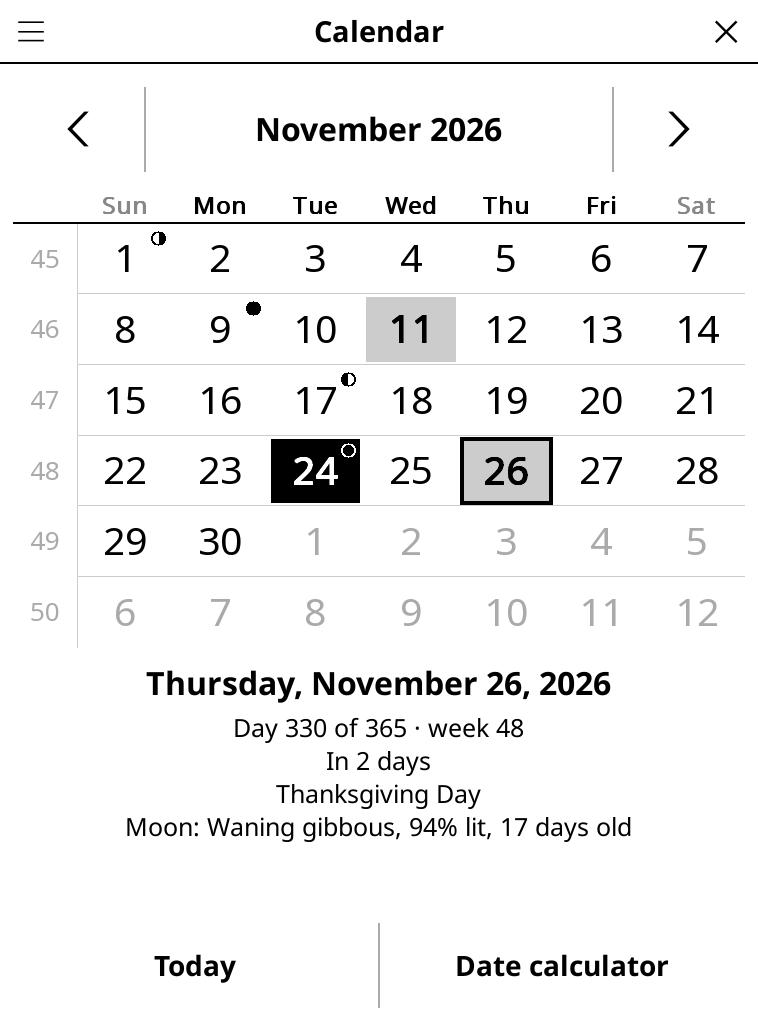 Calendar
November 2026
Sun Mon Tue Wed Thu Fri Sat
45 1 2 3 4 5 6 7
46 8 9 10 11 12 13 14
47 15 16 17 18 19 20 21
48 22 23 24 25 26 27 28
49 29 30 1 2 3 4 5
50 6 7 8 9 10 11 12
Thursday, November 26, 2026
Day 330 of 365 · week 48
In 2 days
Thanksgiving Day
Moon: Waning gibbous, 94% lit, 17 days old
Today Date calculator